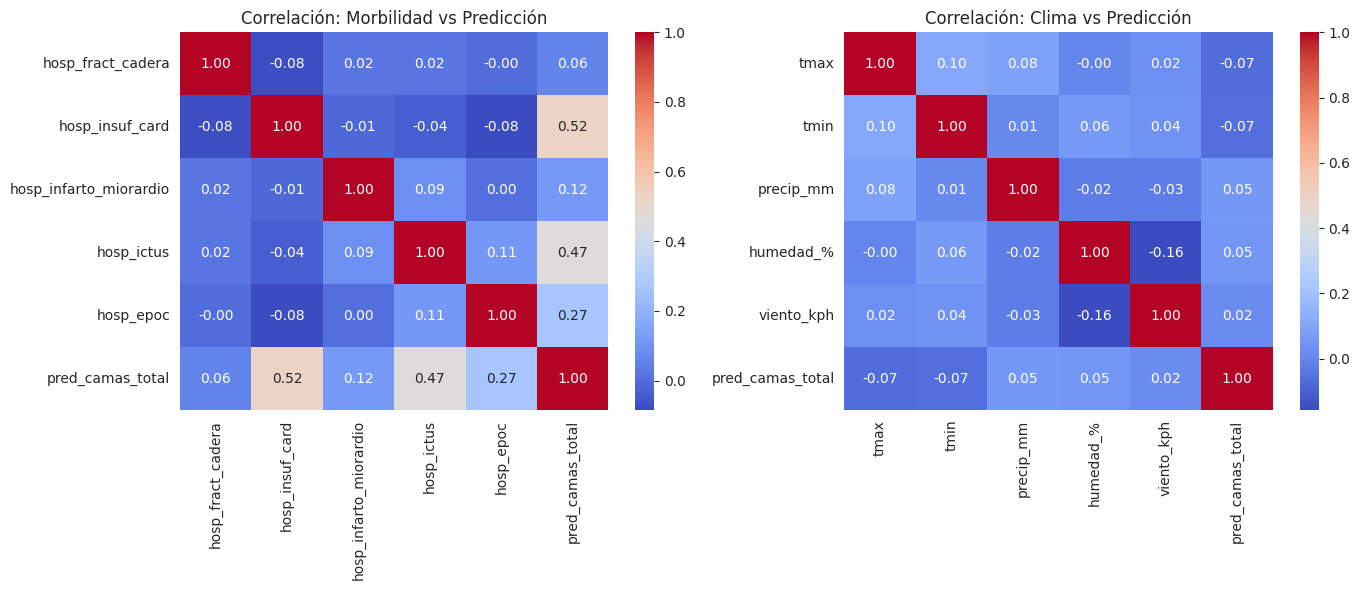 Correlación: Morbilidad vs Predicción
hosp_fract_cadera 1.00 -0.08 0.02 0.02 -0.00 0.06
hosp_insuf_card -0.08 1.00 -0.01 -0.04 -0.08 0.52
hosp_infarto_miorardio 0.02 -0.01 1.00 0.09 0.00 0.12
hosp_ictus 0.02 -0.04 0.09 1.00 0.11 0.47
hosp_epoc -0.00 -0.08 0.00 0.11 1.00 0.27
pred_camas_total 0.06 0.52 0.12 0.47 0.27 1.00
hosp_fract_cadera
hosp_insuf_card
hosp_infarto_miorardio
hosp_ictus
hosp_epoc
pred_camas_total
1.0
0.8
0.6
0.4
0.2
0.0
Correlación: Clima vs Predicción
tmax 1.00 0.10 0.08 -0.00 0.02 -0.07
tmin 0.10 1.00 0.01 0.06 0.04 -0.07
precip_mm 0.08 0.01 1.00 -0.02 -0.03 0.05
humedad_% -0.00 0.06 -0.02 1.00 -0.16 0.05
viento_kph 0.02 0.04 -0.03 -0.16 1.00 0.02
pred_camas_total -0.07 -0.07 0.05 0.05 0.02 1.00
tmax
tmin
precip_mm
humedad_%
viento_kph
pred_camas_total
1.0
0.8
0.6
0.4
0.2
0.0